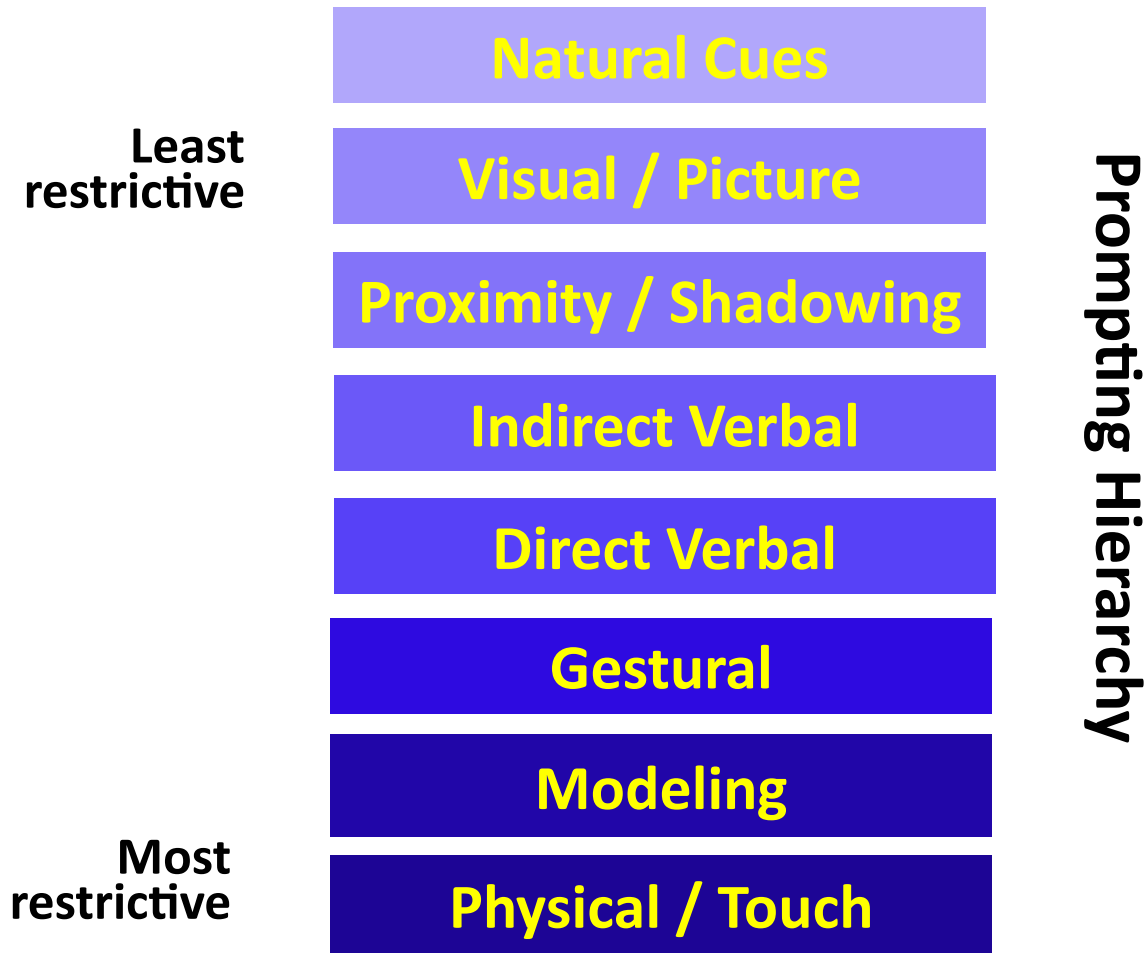 Natural Cues
Least
restrictive
Visual / Picture
Proximity / Shadowing
Indirect Verbal
Direct Verbal
Gestural
Modeling
Most
restrictive
Physical / Touch
Prompting Hierarchy